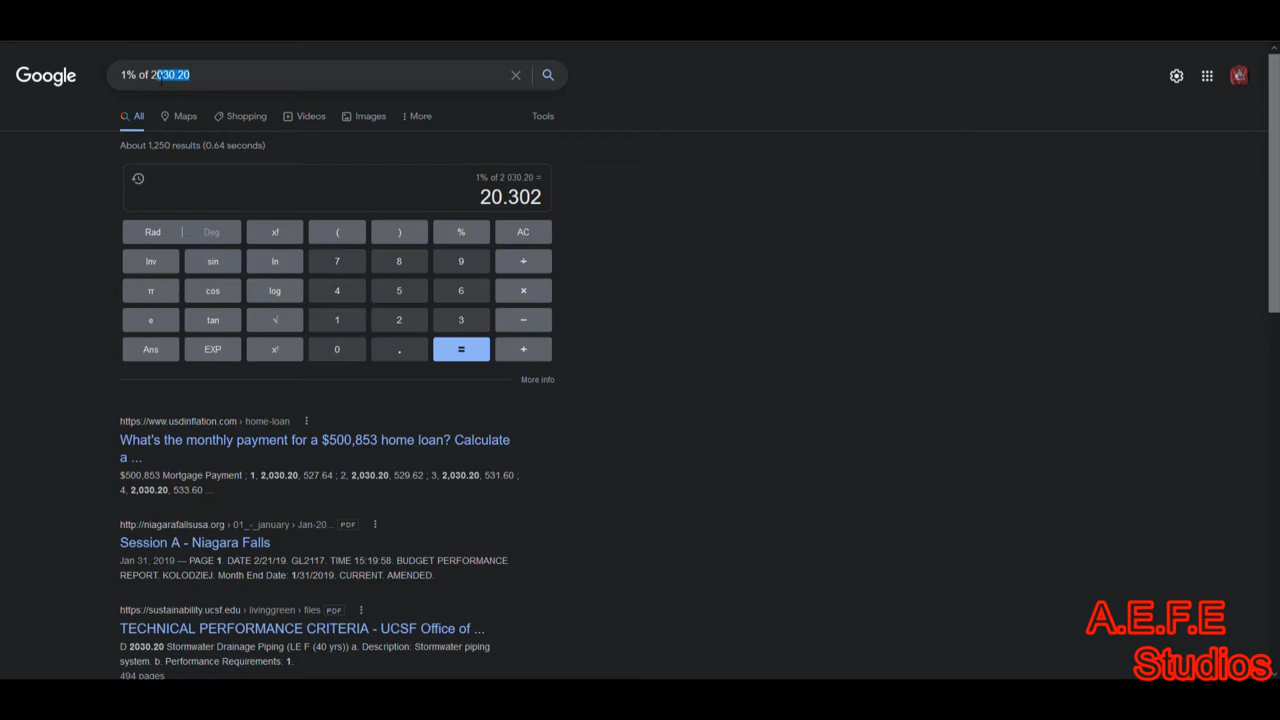 Google
1% of 2030.20
All
Maps
Shopping
Videos
Images
More
Tools
About 1,250 results (0.64 seconds)
1% of 2 030.20 =
20.302
Rad
Deg
x!
(
)
%
AC
Inv
sin
ln
7
8
9
÷
π
cos
log
4
5
6
×
e
tan
√
1
2
3
−
Ans
EXP
xʸ
0
.
=
+
More info
https://www.usdinflation.com › home-loan
What's the monthly payment for a $500,853 home loan? Calculate
a ...
$500,853 Mortgage Payment ; 1, 2,030.20, 527.64 ; 2, 2,030.20, 529.62 ; 3, 2,030.20, 531.60 ;
4, 2,030.20, 533.60 ...
http://niagarafallsusa.org › 01_-_january › Jan-20... PDF
Session A - Niagara Falls
Jan 31, 2019 — PAGE 1. DATE 2/21/19. GL2117. TIME 15:19:58. BUDGET PERFORMANCE
REPORT. KOLODZIEJ. Month End Date: 1/31/2019. CURRENT. AMENDED.
https://sustainability.ucsf.edu › livinggreen › files PDF
TECHNICAL PERFORMANCE CRITERIA - UCSF Office of ...
D 2030.20 Stormwater Drainage Piping (LE F (40 yrs)) a. Description: Stormwater piping
system. b. Performance Requirements: 1.
494 pages
A.E.F.E
Studios